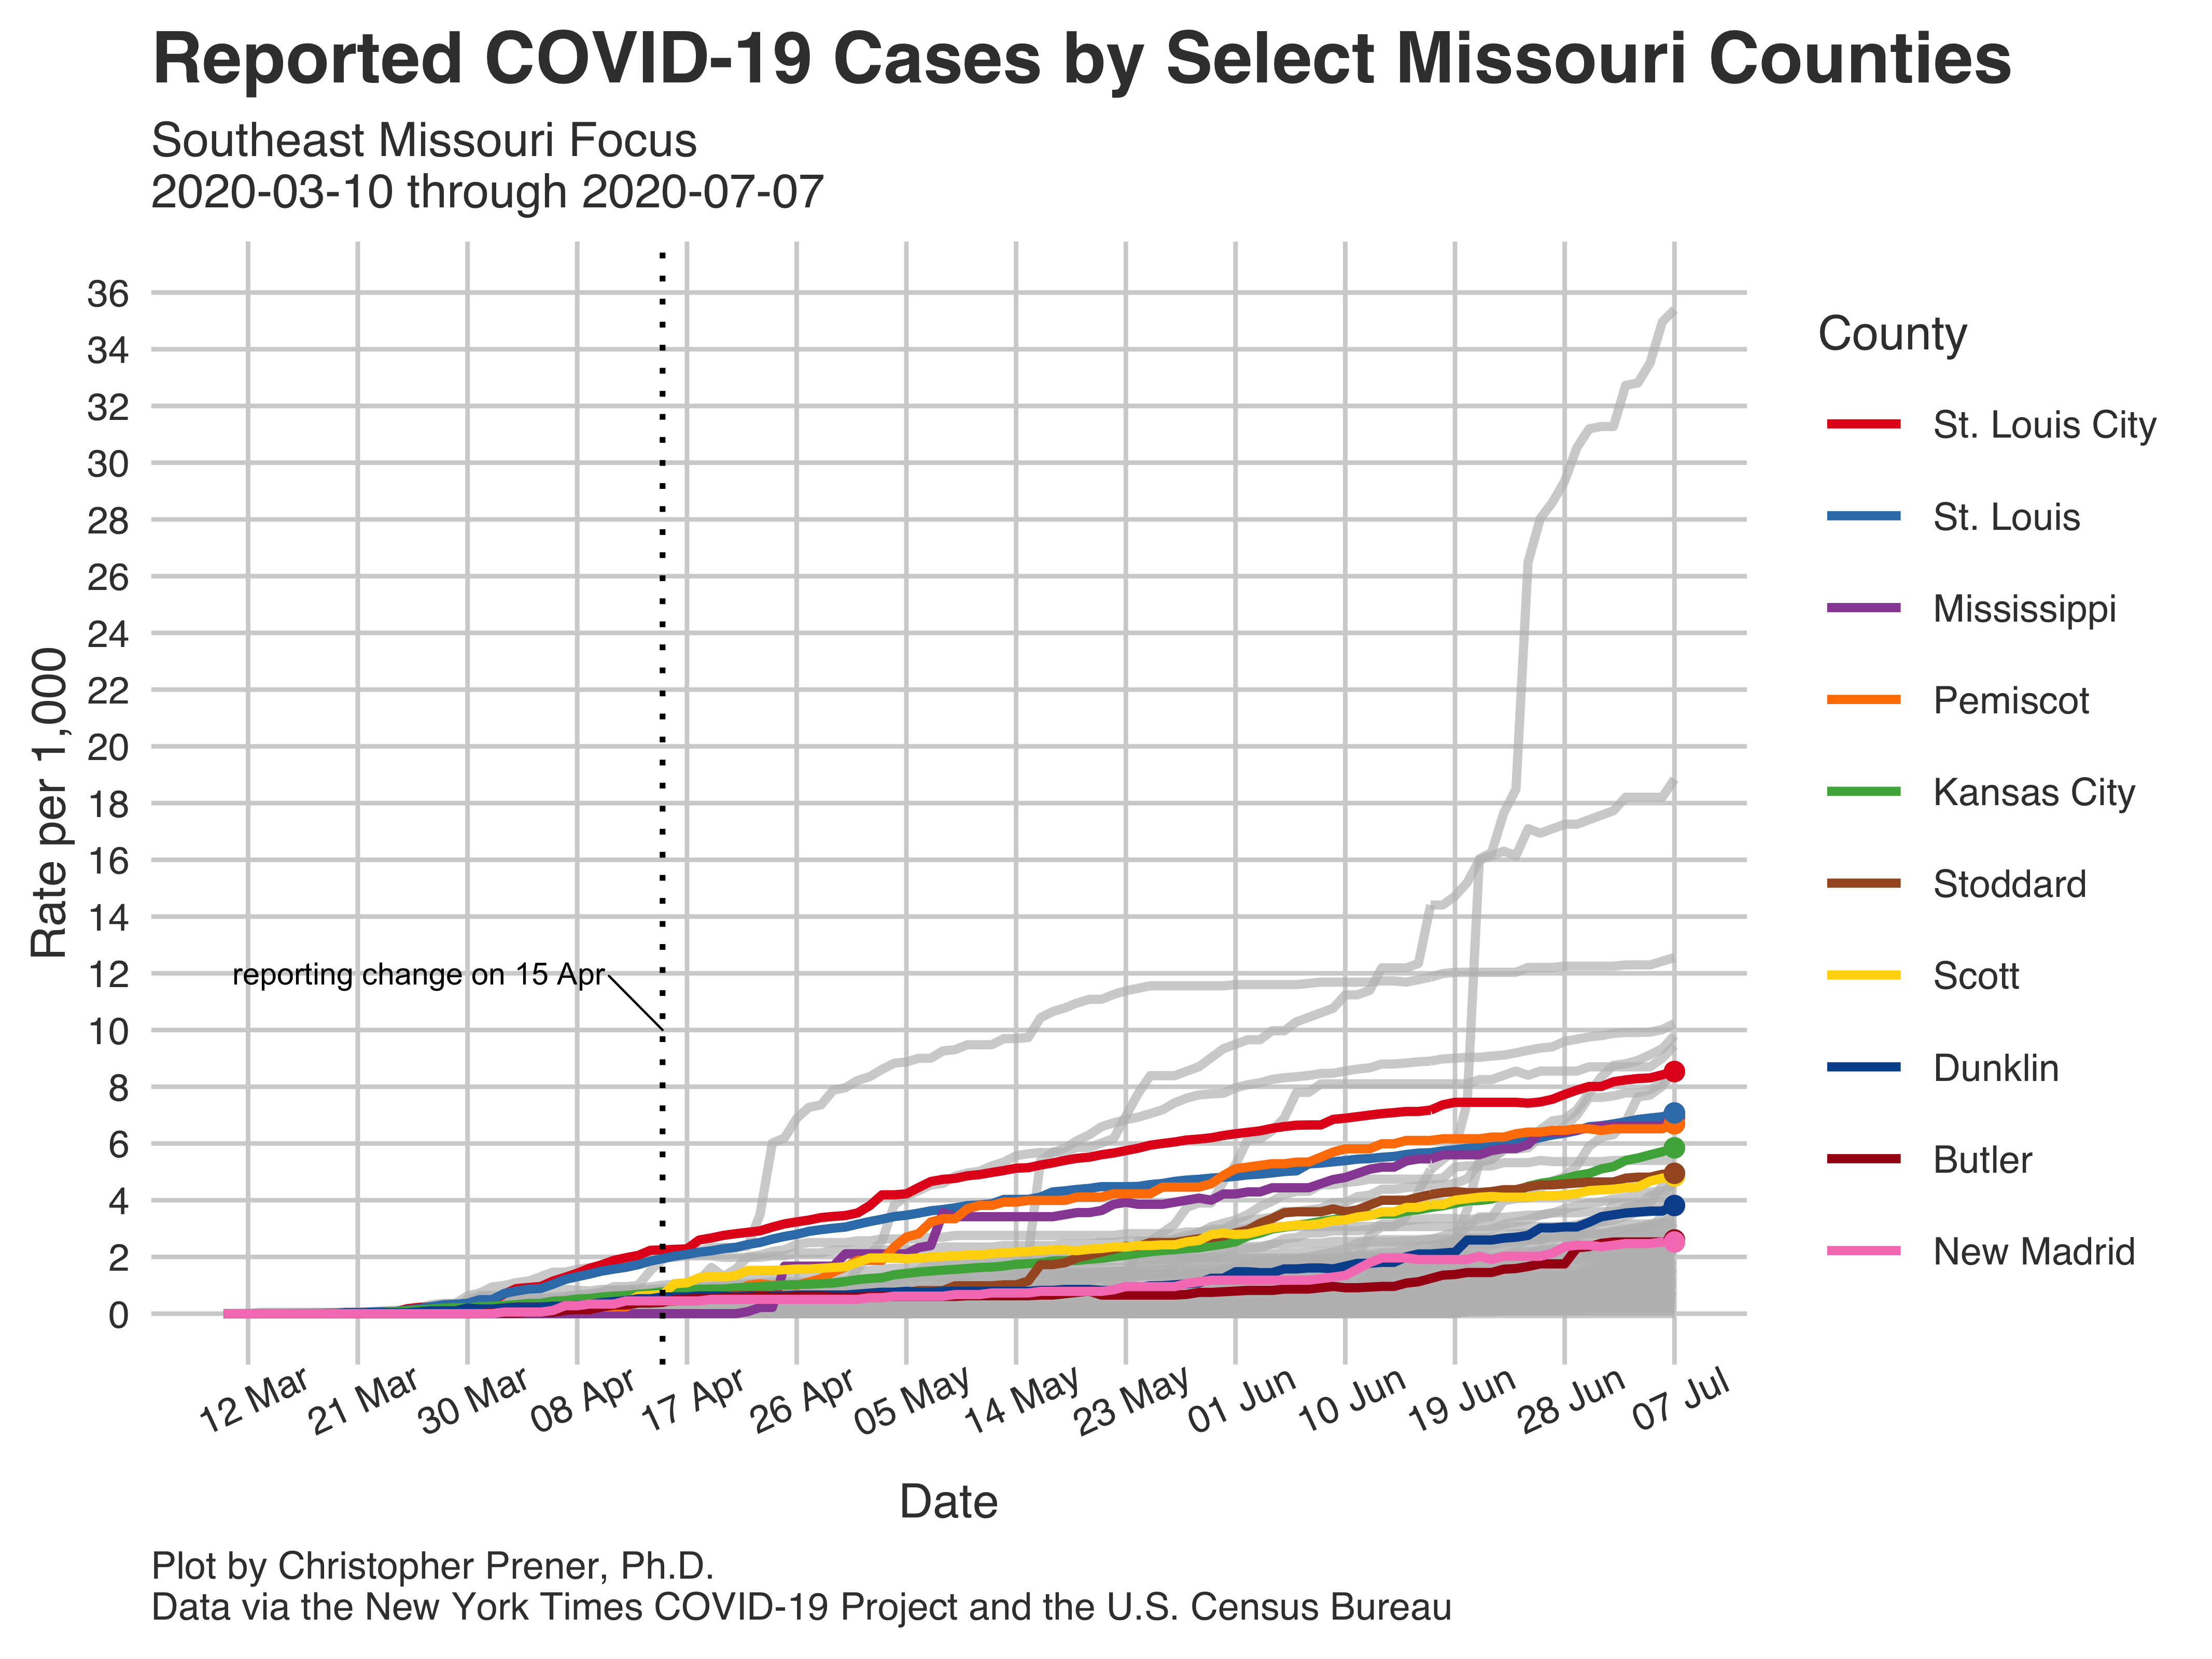 Reported COVID-19 Cases by Select Missouri Counties
Southeast Missouri Focus
2020-03-10 through 2020-07-07
Rate per 1,000
36
34
32
30
28
26
24
22
20
18
16
14
12
10
8
6
4
2
0
reporting change on 15 Apr
12 Mar
21 Mar
30 Mar
08 Apr
17 Apr
26 Apr
05 May
14 May
23 May
01 Jun
10 Jun
19 Jun
28 Jun
07 Jul
Date
County
St. Louis City
St. Louis
Mississippi
Pemiscot
Kansas City
Stoddard
Scott
Dunklin
Butler
New Madrid
Plot by Christopher Prener, Ph.D.
Data via the New York Times COVID-19 Project and the U.S. Census Bureau